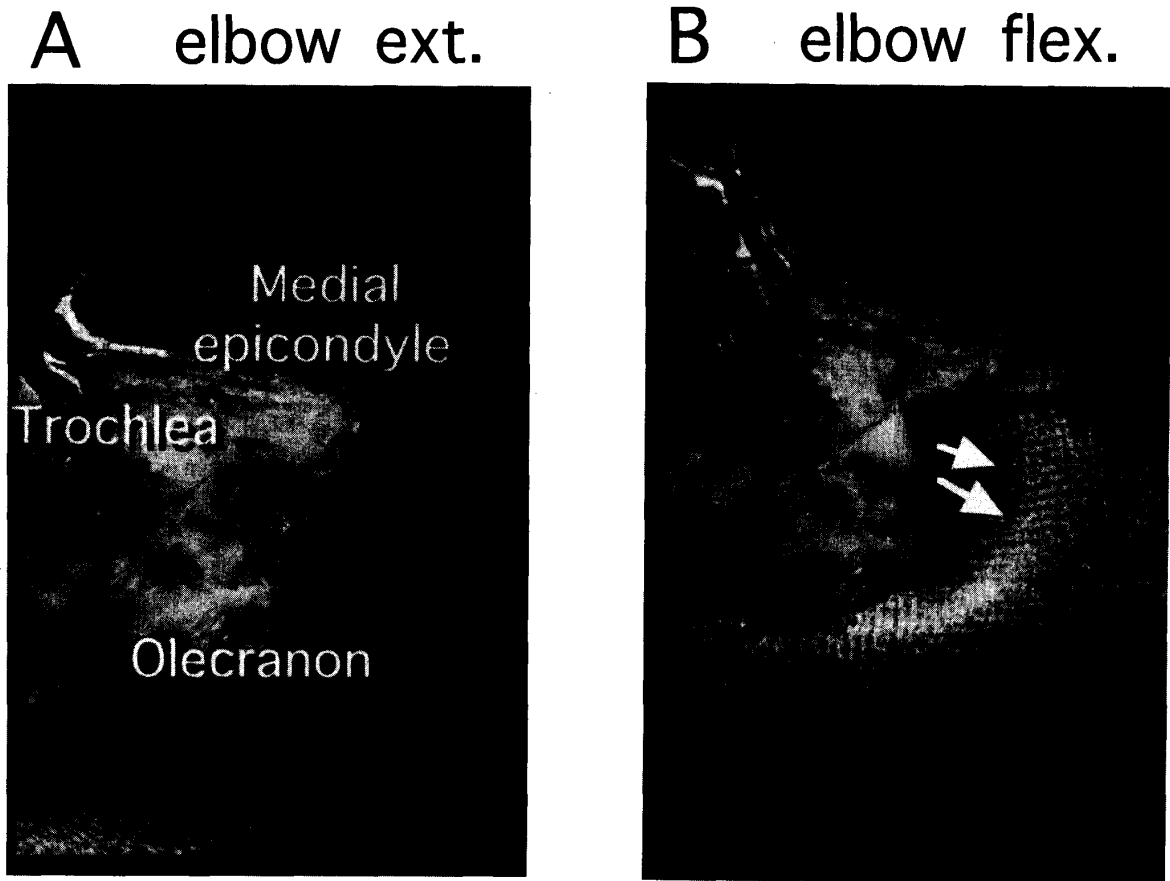 A elbow ext.
B elbow flex.
Medial
epicondyle
Trochlea
Olecranon